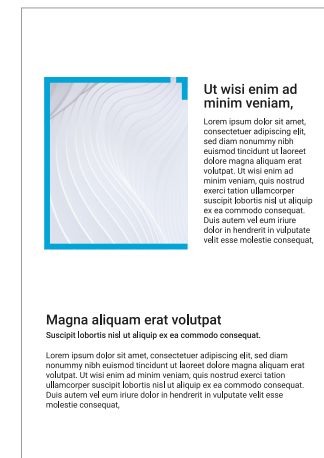 Ut wisi enim ad
minim veniam,
Lorem ipsum dolor sit amet,
consectetuer adipiscing elit,
sed diam nonummy nibh
euismod tincidunt ut laoreet
dolore magna aliquam erat
volutpat. Ut wisi enim ad
minim veniam, quis nostrud
exerci tation ullamcorper
suscipit lobortis nisl ut aliquip
ex ea commodo consequat.
Duis autem vel eum iriure
dolor in hendrerit in vulputate
velit esse molestie consequat,
Magna aliquam erat volutpat
Suscipit lobortis nisl ut aliquip ex ea commodo consequat.
Lorem ipsum dolor sit amet, consectetuer adipiscing elit, sed diam
nonummy nibh euismod tincidunt ut laoreet dolore magna aliquam erat
volutpat. Ut wisi enim ad minim veniam, quis nostrud exerci tation
ullamcorper suscipit lobortis nisl ut aliquip ex ea commodo consequat.
Duis autem vel eum iriure dolor in hendrerit in vulputate velit esse
molestie consequat,